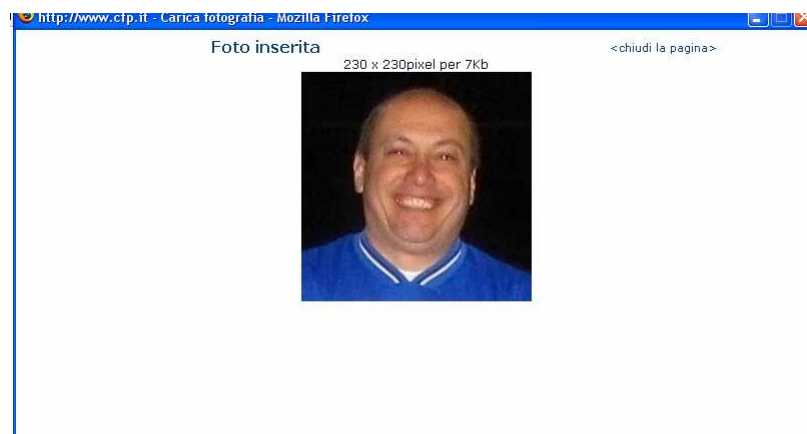 http://www.cfp.it - Carica fotografia - Mozilla Firefox
Foto inserita
<chiudi la pagina>
230 x 230pixel per 7Kb